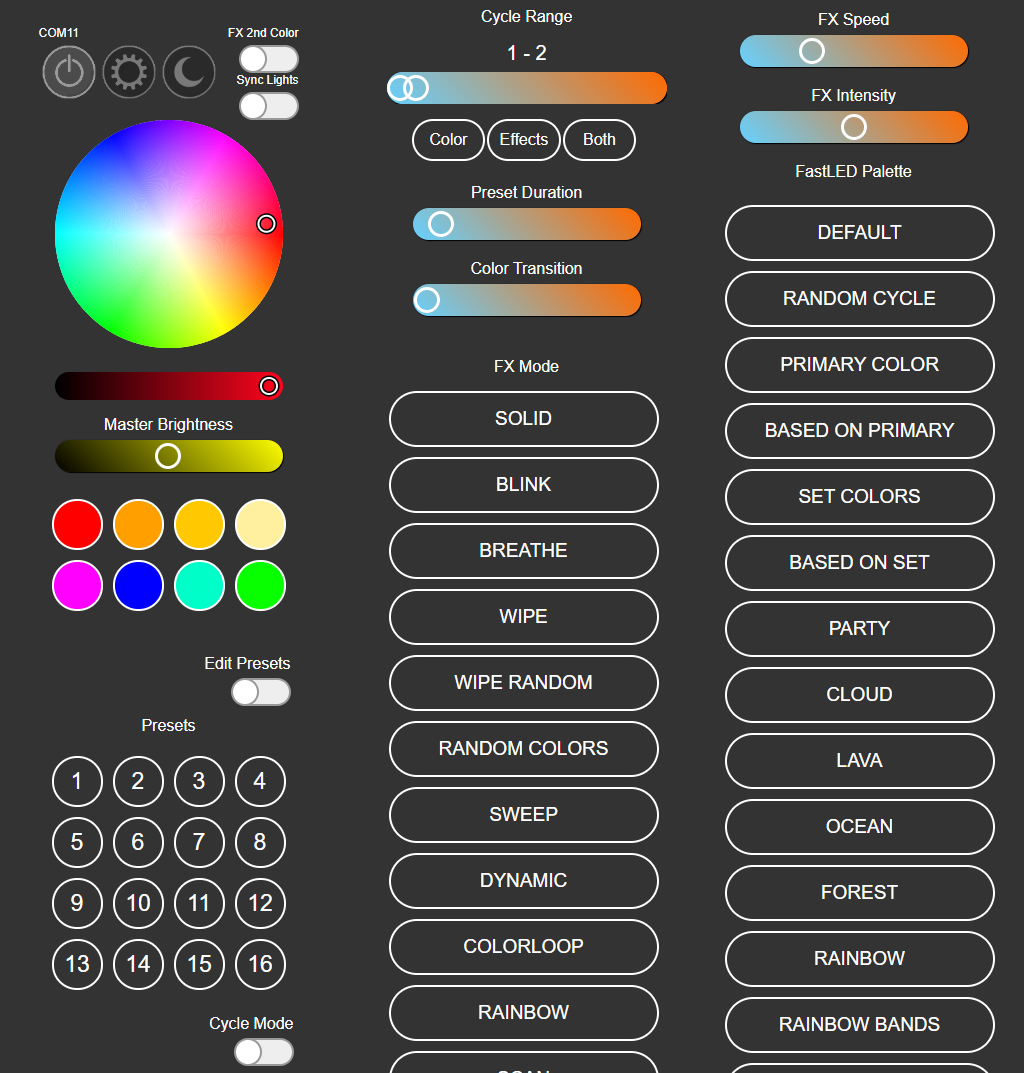 COM11
FX 2nd Color
Sync Lights
Master Brightness
Edit Presets
Presets
1 2 3 4
5 6 7 8
9 10 11 12
13 14 15 16
Cycle Mode
Cycle Range
1 - 2
Color Effects Both
Preset Duration
Color Transition
FX Mode
SOLID
BLINK
BREATHE
WIPE
WIPE RANDOM
RANDOM COLORS
SWEEP
DYNAMIC
COLORLOOP
RAINBOW
FX Speed
FX Intensity
FastLED Palette
DEFAULT
RANDOM CYCLE
PRIMARY COLOR
BASED ON PRIMARY
SET COLORS
BASED ON SET
PARTY
CLOUD
LAVA
OCEAN
FOREST
RAINBOW
RAINBOW BANDS